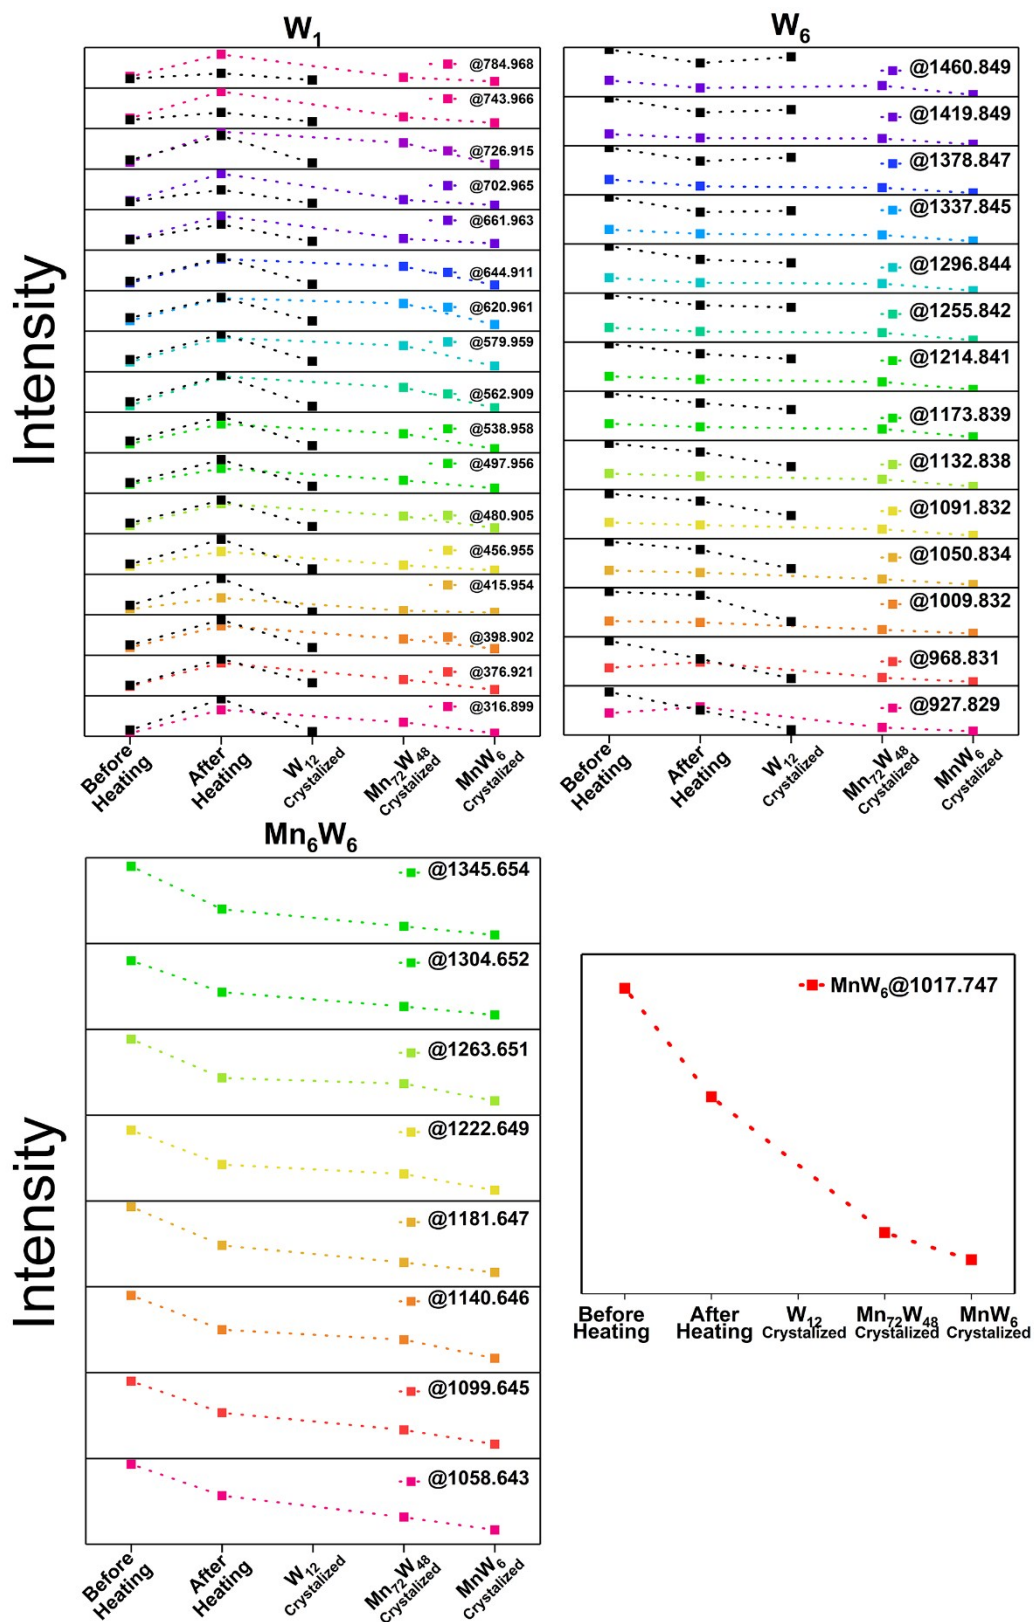 W₁
@784.968
@743.966
@726.915
@702.965
@661.963
@644.911
@620.961
@579.959
@562.909
@538.958
@497.956
@480.905
@456.955
@415.954
@398.902
@376.921
@316.899
Intensity
Before
Heating
After
Heating
W₁₂
Crystalized
Mn₇₂W₄₈
Crystalized
MnW₆
Crystalized
W₆
@1460.849
@1419.849
@1378.847
@1337.845
@1296.844
@1255.842
@1214.841
@1173.839
@1132.838
@1091.832
@1050.834
@1009.832
@968.831
@927.829
Before
Heating
After
Heating
W₁₂
Crystalized
Mn₇₂W₄₈
Crystalized
MnW₆
Crystalized
Mn₆W₆
@1345.654
@1304.652
@1263.651
@1222.649
@1181.647
@1140.646
@1099.645
@1058.643
Intensity
Before
Heating
After
Heating
W₁₂
Crystalized
Mn₇₂W₄₈
Crystalized
MnW₆
Crystalized
MnW₆@1017.747
Before
Heating
After
Heating
W₁₂
Crystalized
Mn₇₂W₄₈
Crystalized
MnW₆
Crystalized